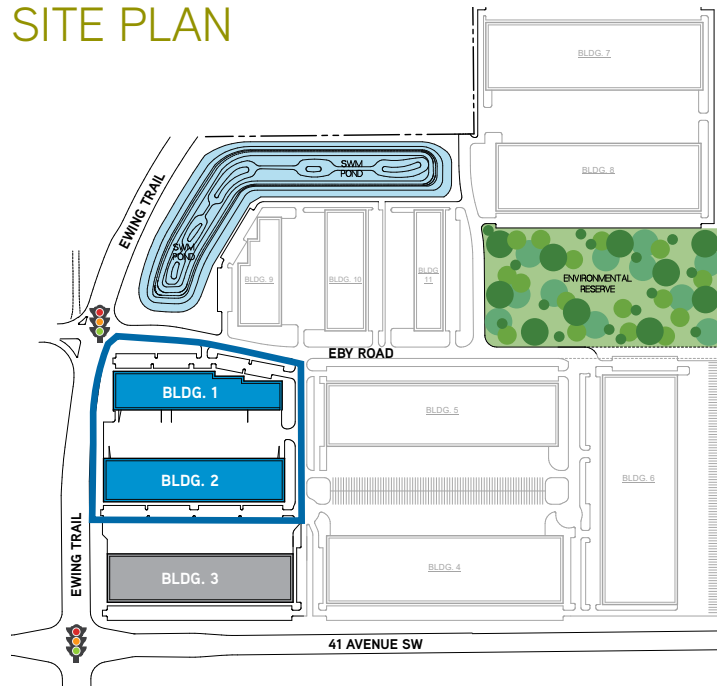 SITE PLAN
BLDG. 7
BLDG. 8
SWM
POND
EWING TRAIL
SWM
POND
BLDG. 9
BLDG. 10
BLDG
11
ENVIRONMENTAL
RESERVE
EBY ROAD
BLDG. 1
BLDG. 5
BLDG. 2
BLDG. 6
EWING TRAIL
BLDG. 3
BLDG. 4
41 AVENUE SW